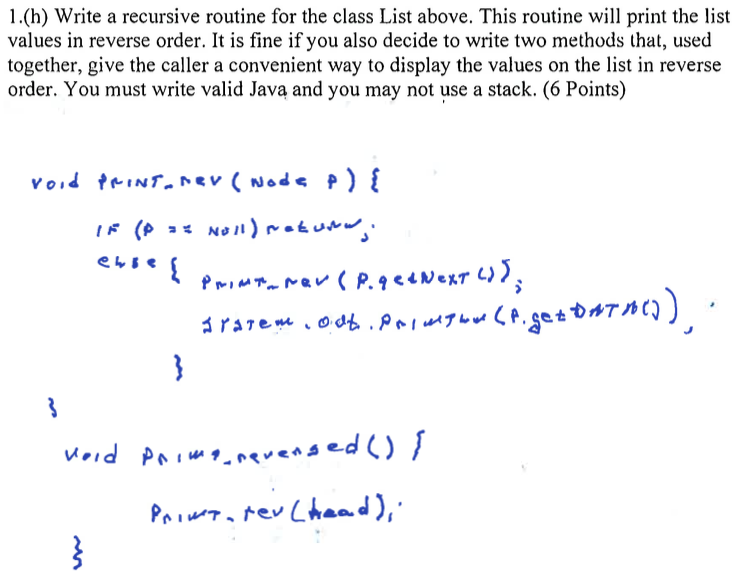 1.(h) Write a recursive routine for the class List above. This routine will print the list
values in reverse order. It is fine if you also decide to write two methods that, used
together, give the caller a convenient way to display the values on the list in reverse
order. You must write valid Java and you may not use a stack. (6 Points)
void PRINT_rev ( Node P ) {
IF (P == Null) return;
else {
Print_rev ( P.getNext ());
System.out.Println (P.getDATA());
}
}
void Print_reversed() {
Print_rev (head);
}